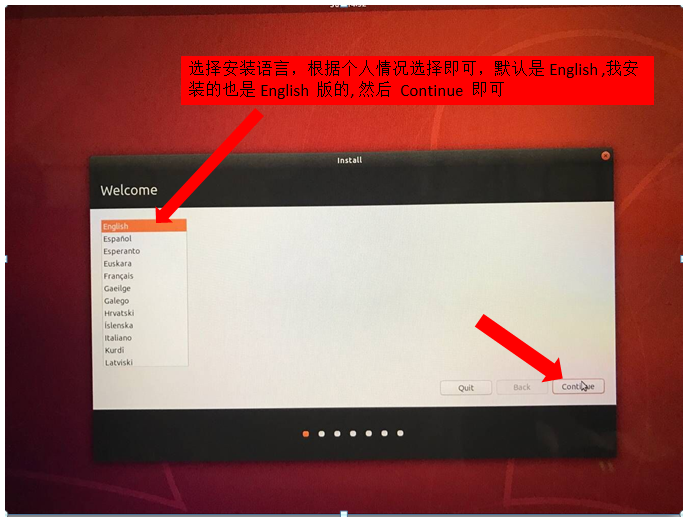 选择安装语言，根据个人情况选择即可，默认是 English ,我安
装的也是 English 版的, 然后 Continue 即可
Install
Welcome
English
Español
Esperanto
Euskara
Français
Gaeilge
Galego
Hrvatski
Íslenska
Italiano
Kurdî
Latviski
Quit
Back
Continue